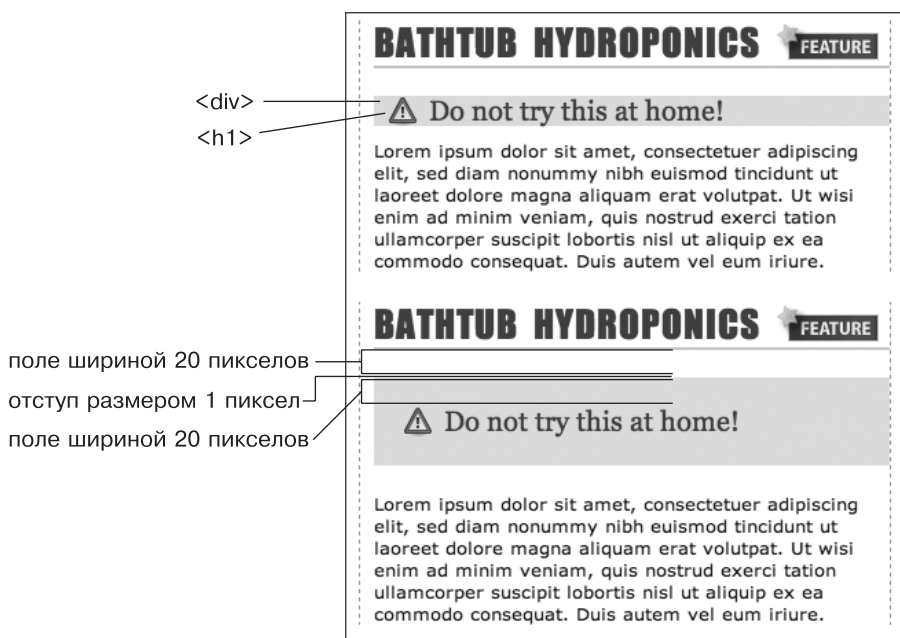 BATHTUB HYDROPONICS FEATURE
<div>
<h1>
Do not try this at home!
Lorem ipsum dolor sit amet, consectetuer adipiscing
elit, sed diam nonummy nibh euismod tincidunt ut
laoreet dolore magna aliquam erat volutpat. Ut wisi
enim ad minim veniam, quis nostrud exerci tation
ullamcorper suscipit lobortis nisl ut aliquip ex ea
commodo consequat. Duis autem vel eum iriure.
BATHTUB HYDROPONICS FEATURE
поле шириной 20 пикселов
отступ размером 1 пиксел
поле шириной 20 пикселов
Do not try this at home!
Lorem ipsum dolor sit amet, consectetuer adipiscing
elit, sed diam nonummy nibh euismod tincidunt ut
laoreet dolore magna aliquam erat volutpat. Ut wisi
enim ad minim veniam, quis nostrud exerci tation
ullamcorper suscipit lobortis nisl ut aliquip ex ea
commodo consequat. Duis autem vel eum iriure.